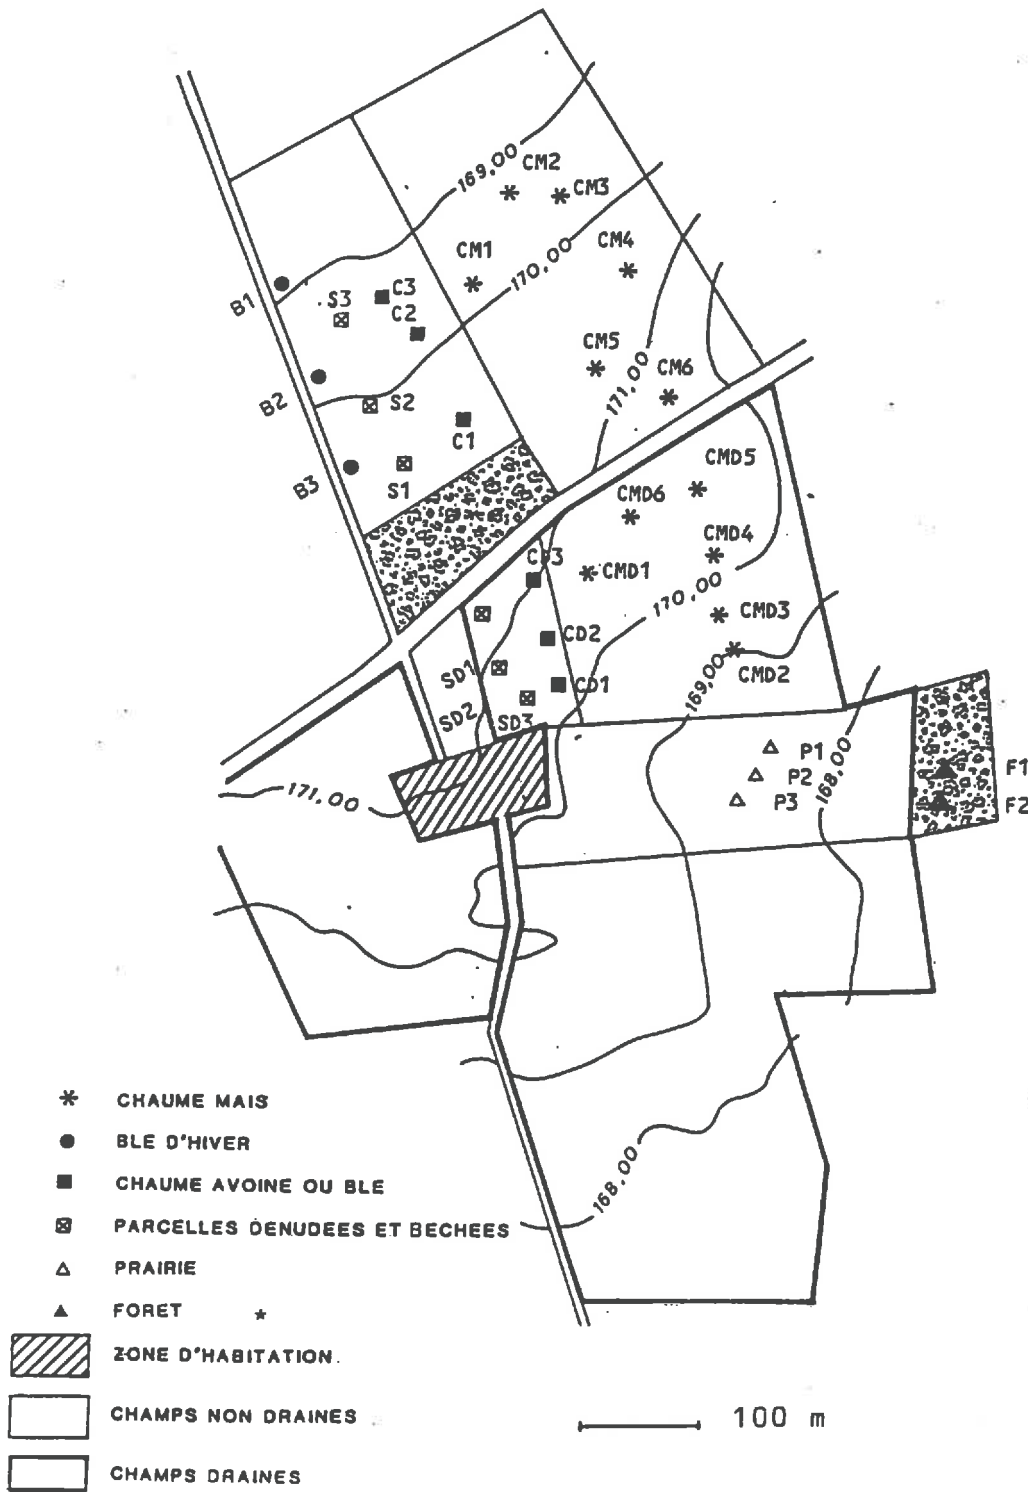 169,00
CM2
CM3
CM1
170,00
CM4
B1
S3
C3
C2
CM5
171,00
CM6
B2
S2
C1
B3
S1
CMD5
CMD6
CMD4
CD3
CMD1
170,00
CMD3
CD2
SD1
CMD2
CD1
169,00
SD2
SD3
P1
P2
P3
168,00
F1
F2
171,00
168,00
CHAUME MAIS
BLE D'HIVER
CHAUME AVOINE OU BLE
PARCELLES DENUDEES ET BECHEES
PRAIRIE
FORET *
ZONE D'HABITATION.
CHAMPS NON DRAINES
CHAMPS DRAINES
100 m